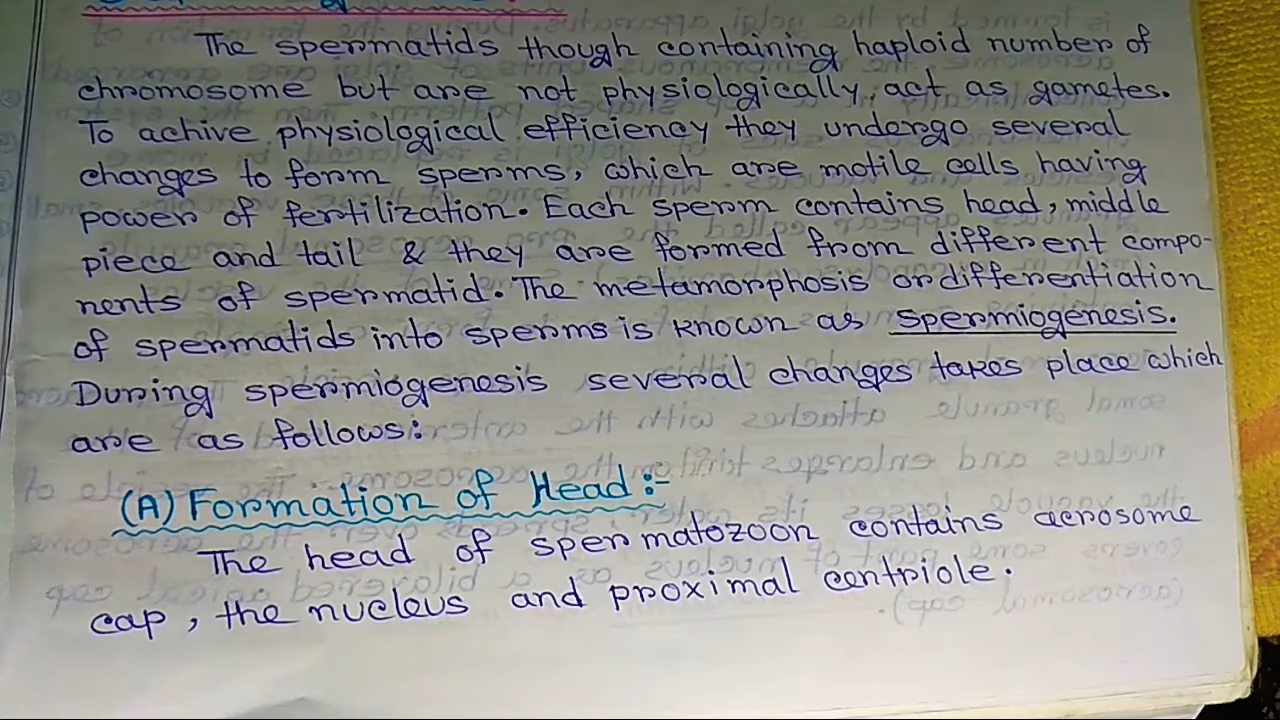 The spermatids though containing haploid number of
chromosome but are not physiologically, act as gametes.
To achive physiological efficiency they undergo several
changes to form sperms, which are motile cells having
power of fertilization. Each sperm contains head, middle
piece and tail & they are formed from different compo-
nents of spermatid. The metamorphosis or differentiation
of spermatids into sperms is known as spermiogenesis.
During spermiogenesis several changes takes place which
are as follows:
(A) Formation of Head :-
The head of spermatozoon contains acrosome
cap, the nucleus and proximal centriole.